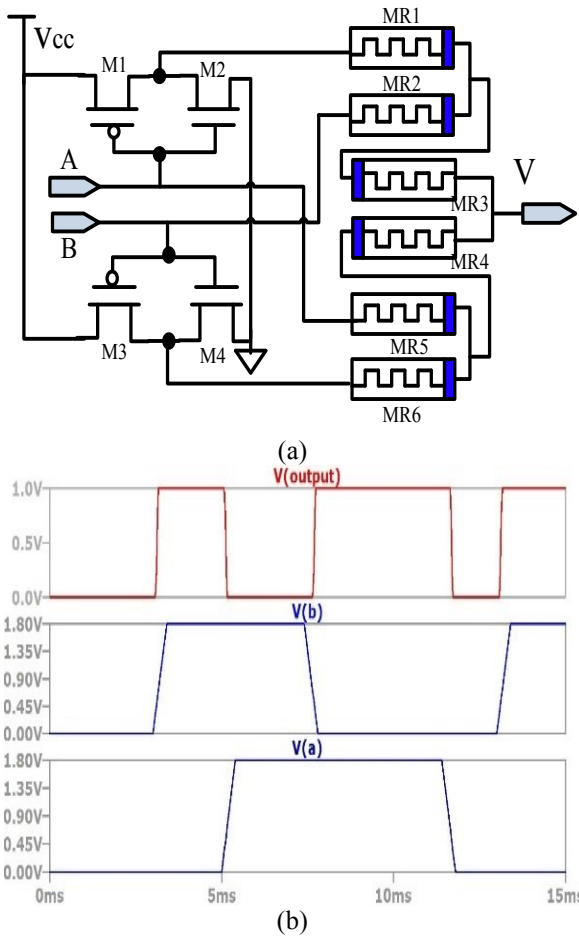 Vcc
M1
M2
MR1
MR2
A
B
MR3
V
MR4
M3
M4
MR5
MR6
(a)
V(output)
1.0V
0.5V
0.0V
V(b)
1.80V
1.35V
0.90V
0.45V
0.00V
V(a)
1.80V
1.35V
0.90V
0.45V
0.00V
0ms 5ms 10ms 15ms
(b)